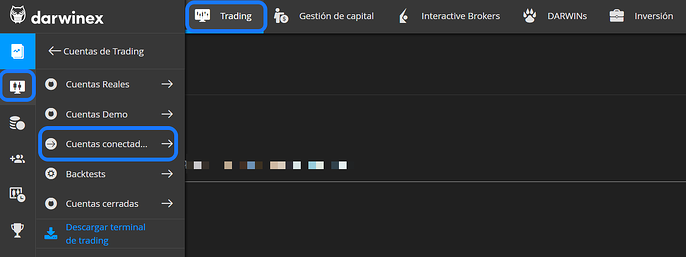 darwinex
Trading
Gestión de capital
Interactive Brokers
DARWINs
Inversión
Cuentas de Trading
Cuentas Reales
Cuentas Demo
Cuentas conectad...
Backtests
Cuentas cerradas
Descargar terminal
de trading